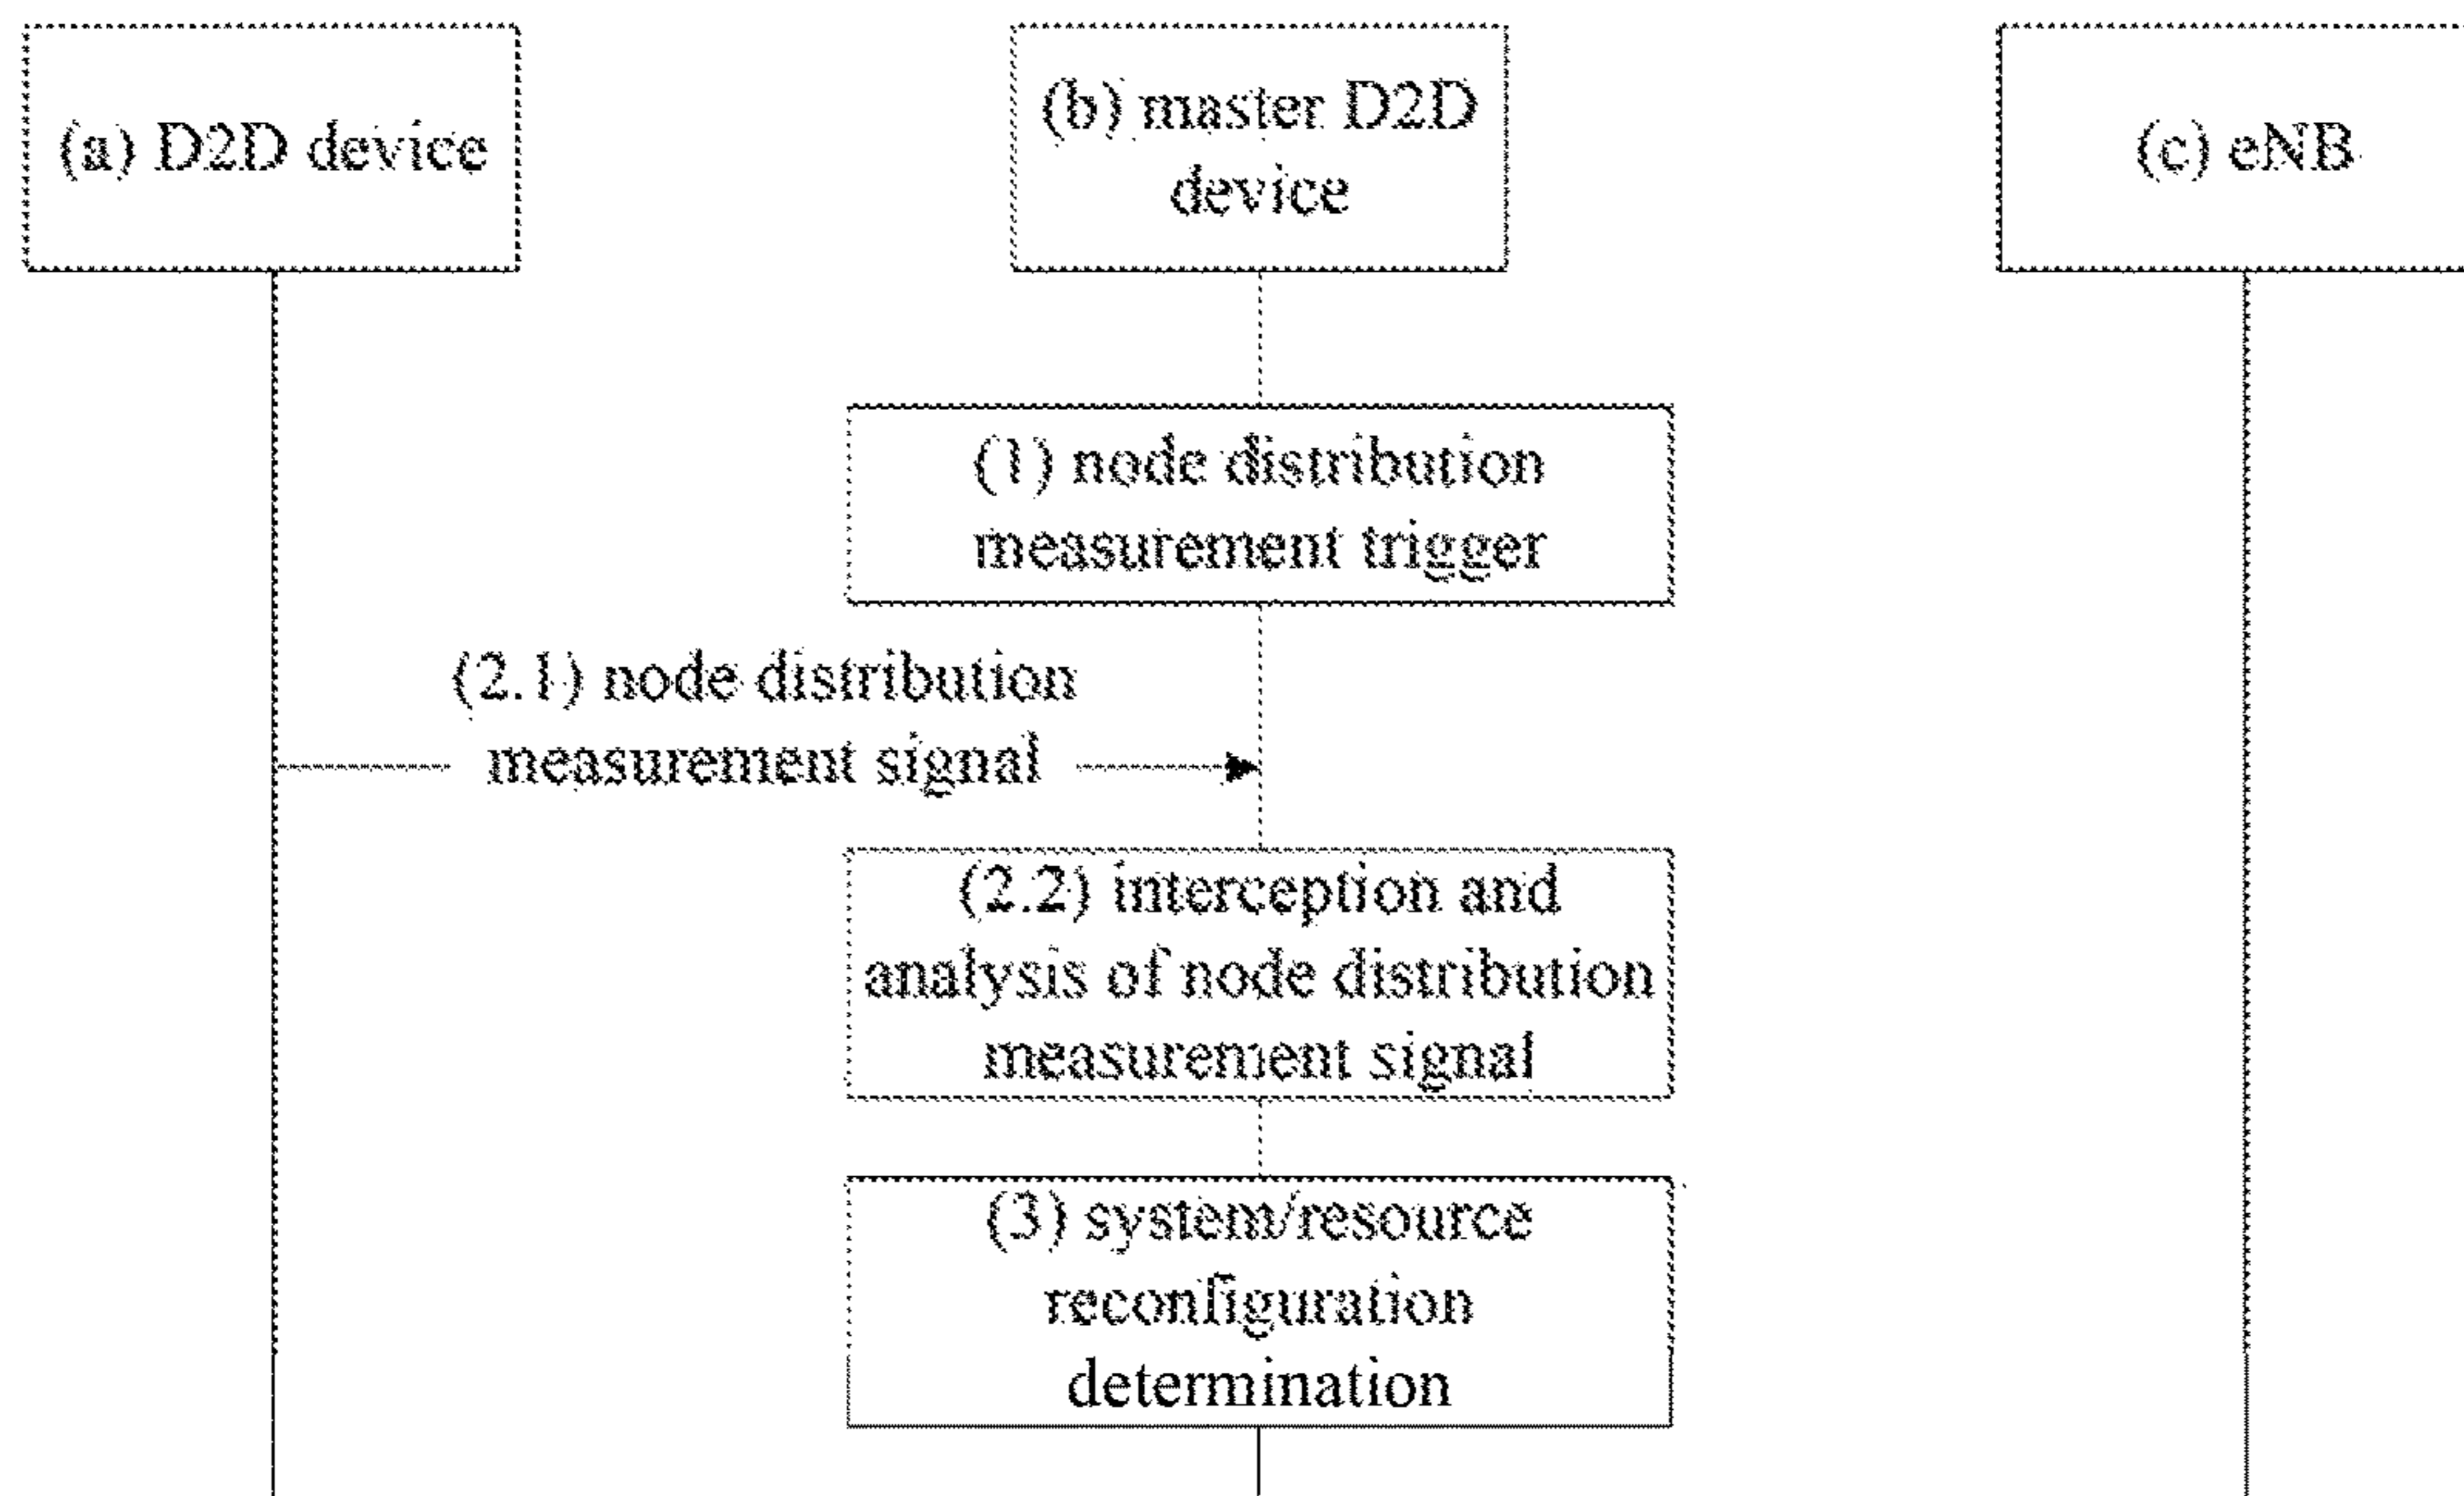 (a) D2D device
(b) master D2D
device
(c) eNB
(1) node distribution
measurement trigger
(2.1) node distribution
measurement signal
(2.2) interception and
analysis of node distribution
measurement signal
(3) system/resource
reconfiguration
determination